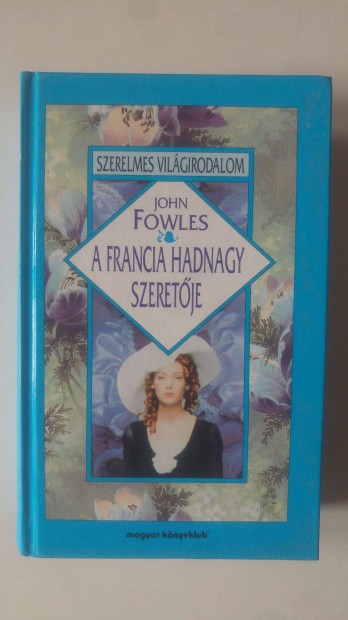 SZERELMES VILÁGIRODALOM
JOHN
FOWLES
A FRANCIA HADNAGY
SZERETŐJE
magyar könyvklub